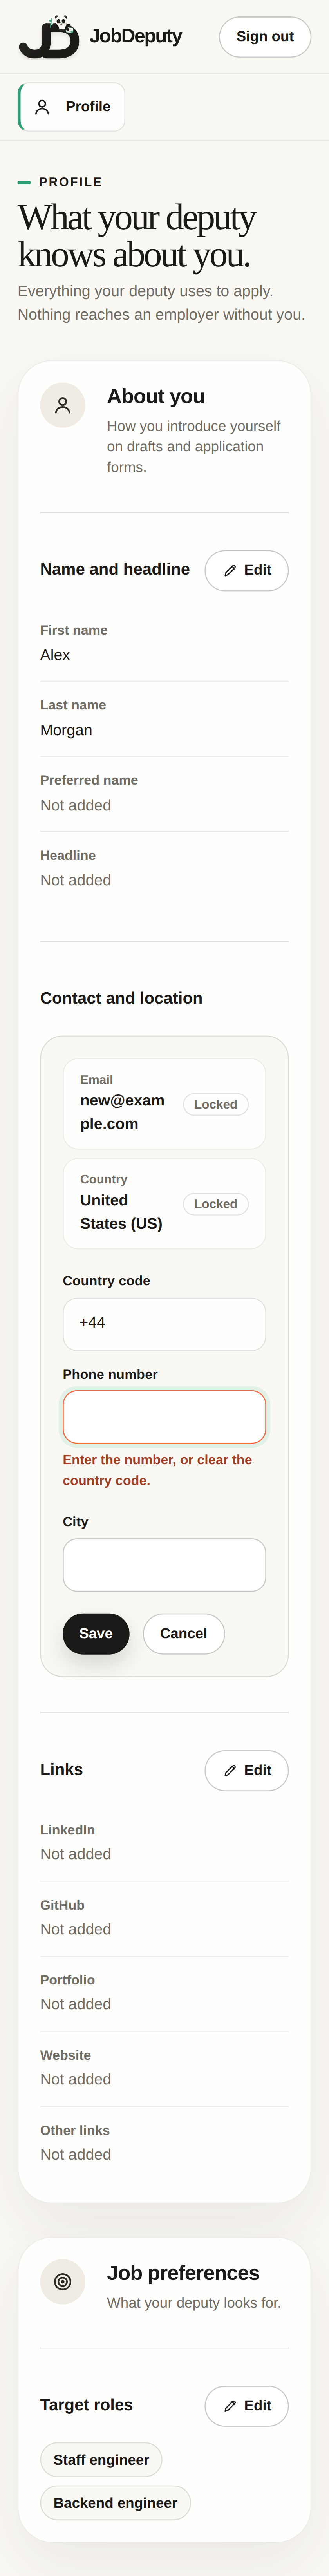 JobDeputy
Sign out
Profile
PROFILE
What your deputy
knows about you.
Everything your deputy uses to apply.
Nothing reaches an employer without you.
About you
How you introduce yourself
on drafts and application
forms.
Name and headline
Edit
First name
Alex
Last name
Morgan
Preferred name
Not added
Headline
Not added
Contact and location
Email
new@exam
ple.com
Locked
Country
United
States (US)
Locked
Country code
+44
Phone number
Enter the number, or clear the
country code.
City
Save
Cancel
Links
Edit
LinkedIn
Not added
GitHub
Not added
Portfolio
Not added
Website
Not added
Other links
Not added
Job preferences
What your deputy looks for.
Target roles
Edit
Staff engineer
Backend engineer